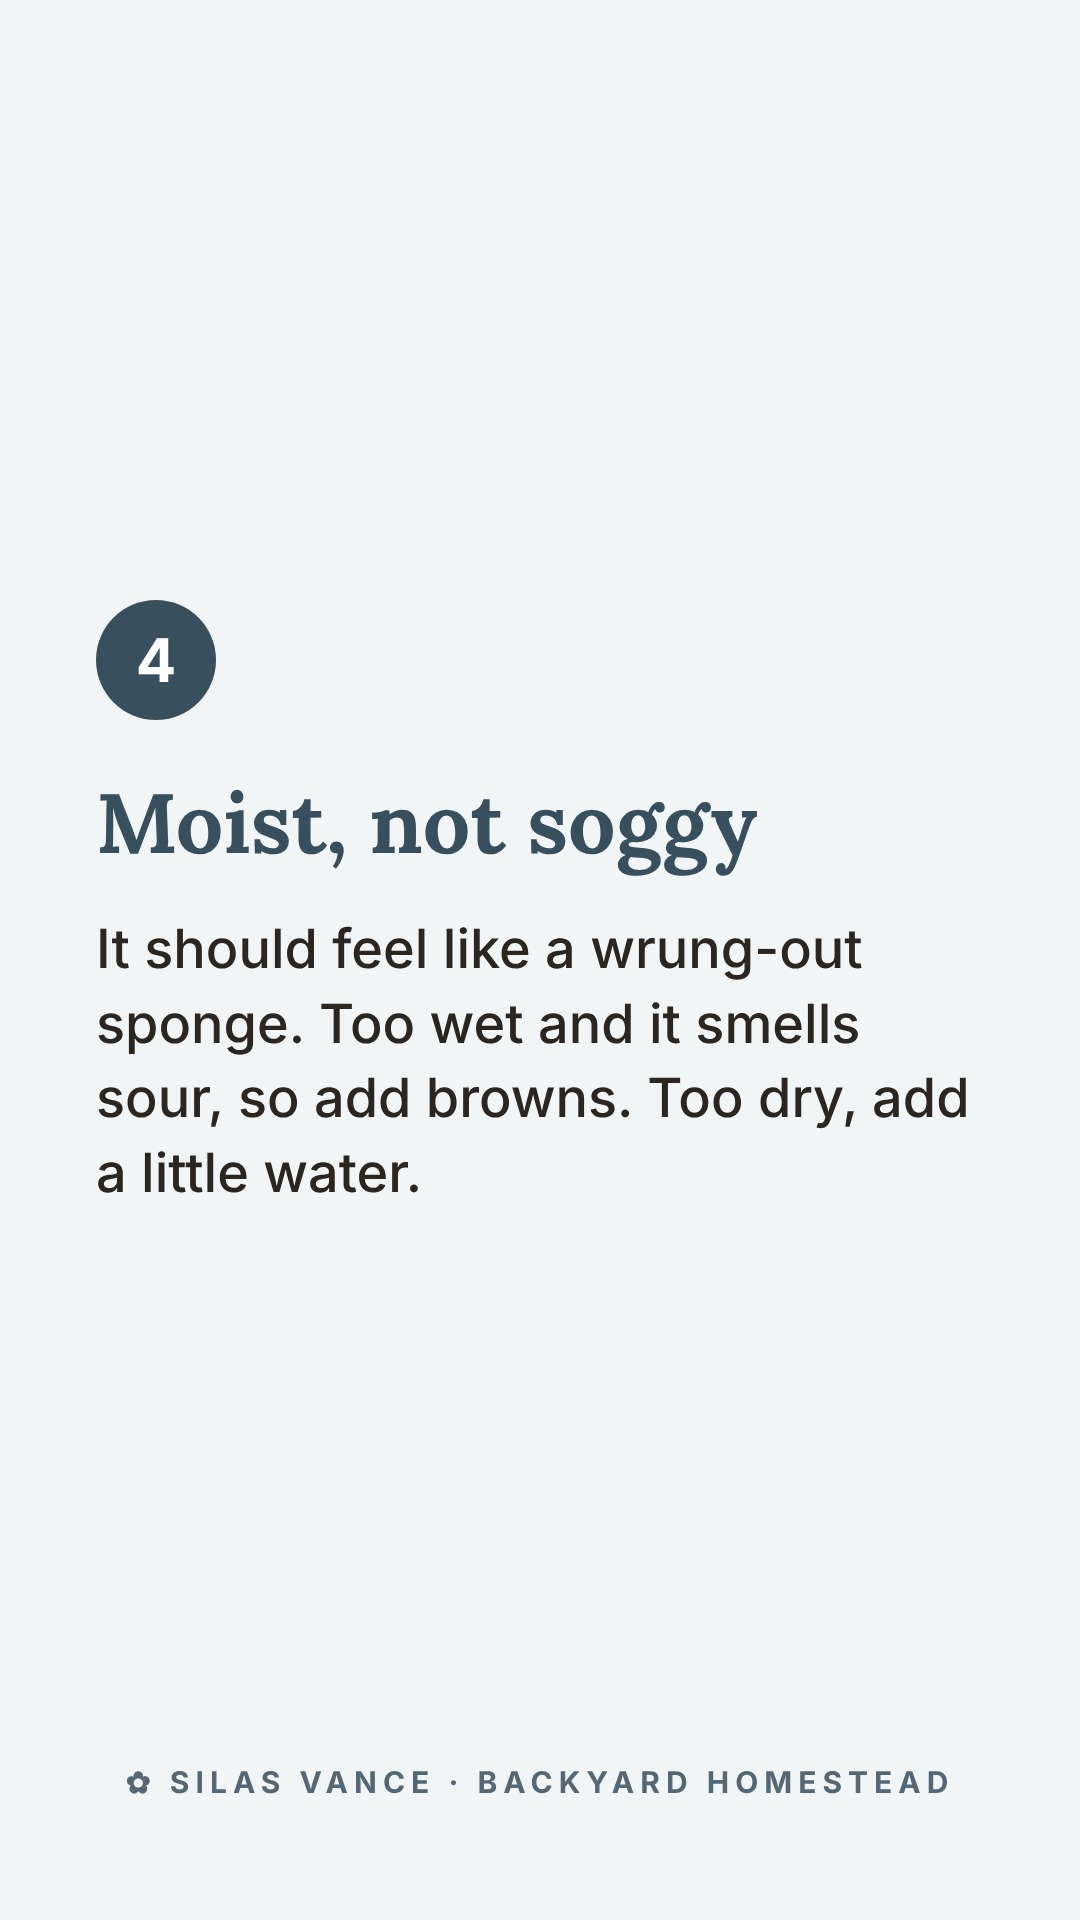 4
Moist, not soggy
It should feel like a wrung-out
sponge. Too wet and it smells
sour, so add browns. Too dry, add
a little water.
✿ SILAS VANCE · BACKYARD HOMESTEAD